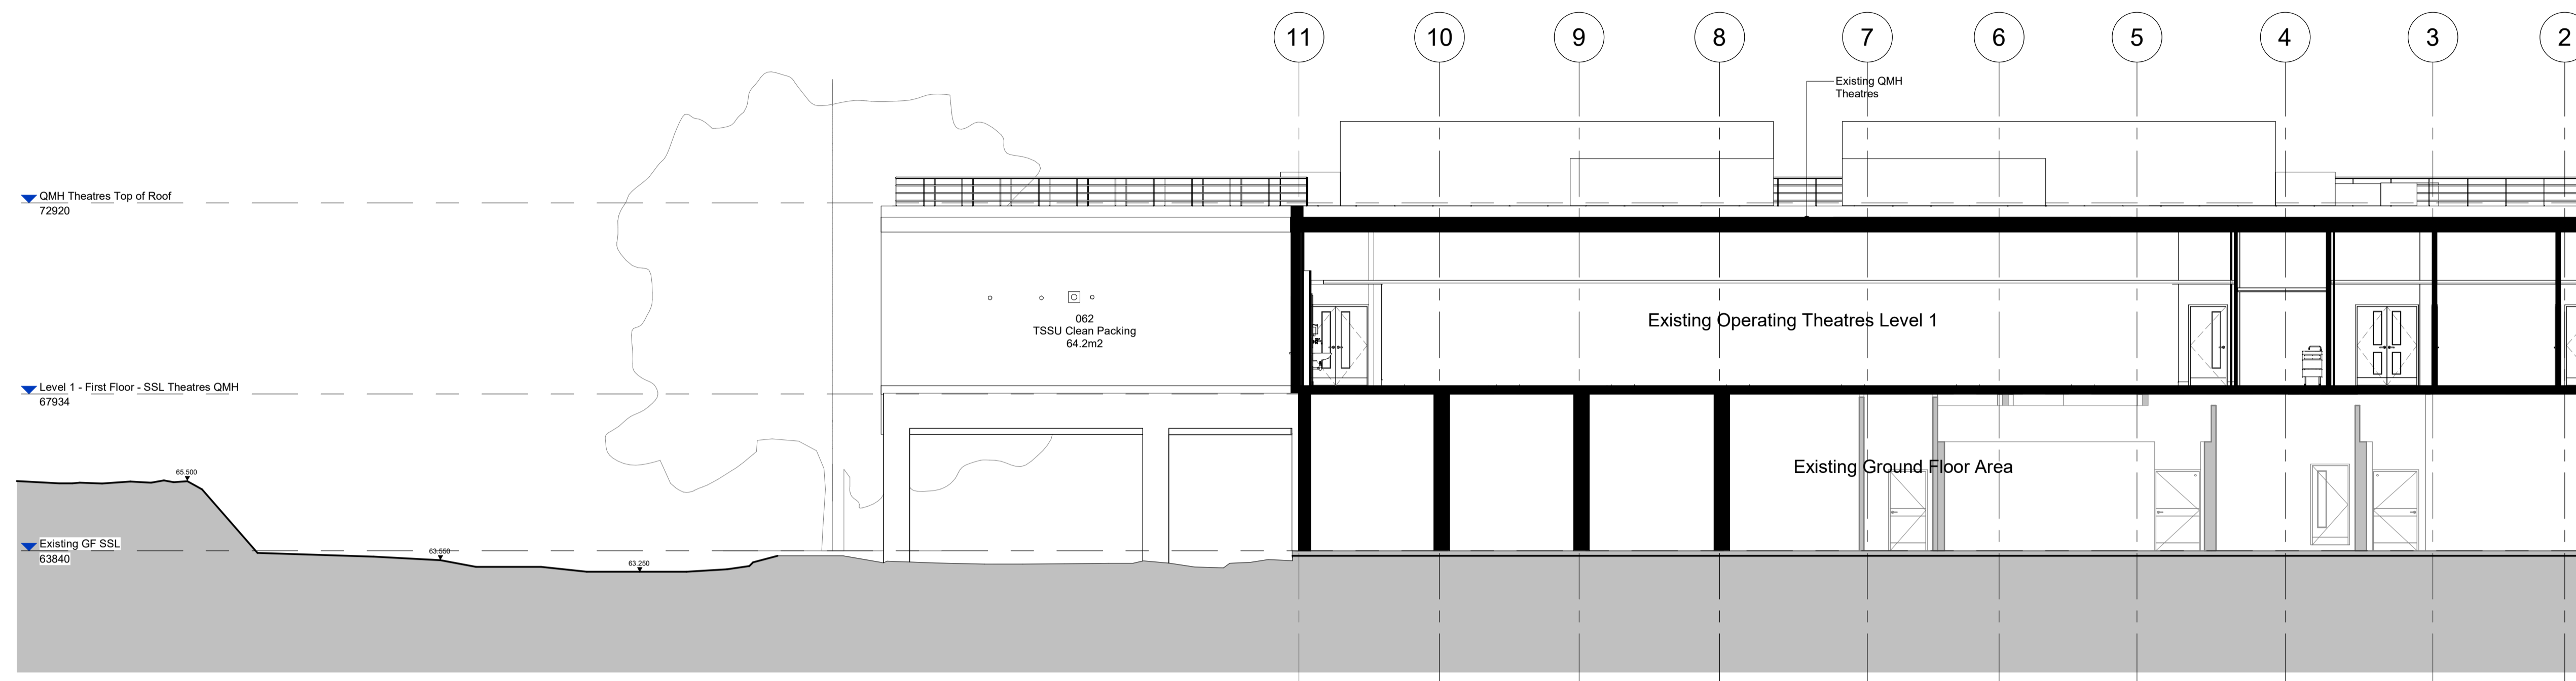 11 10 9 8 7 6 5 4 3 2
Existing QMH
Theatres
QMH Theatres Top of Roof
72920
062
TSSU Clean Packing
64.2m2
Existing Operating Theatres Level 1
Level 1 - First Floor - SSL Theatres QMH
67934
Existing Ground Floor Area
65.500
Existing GF SSL
63840
63.550
63.250